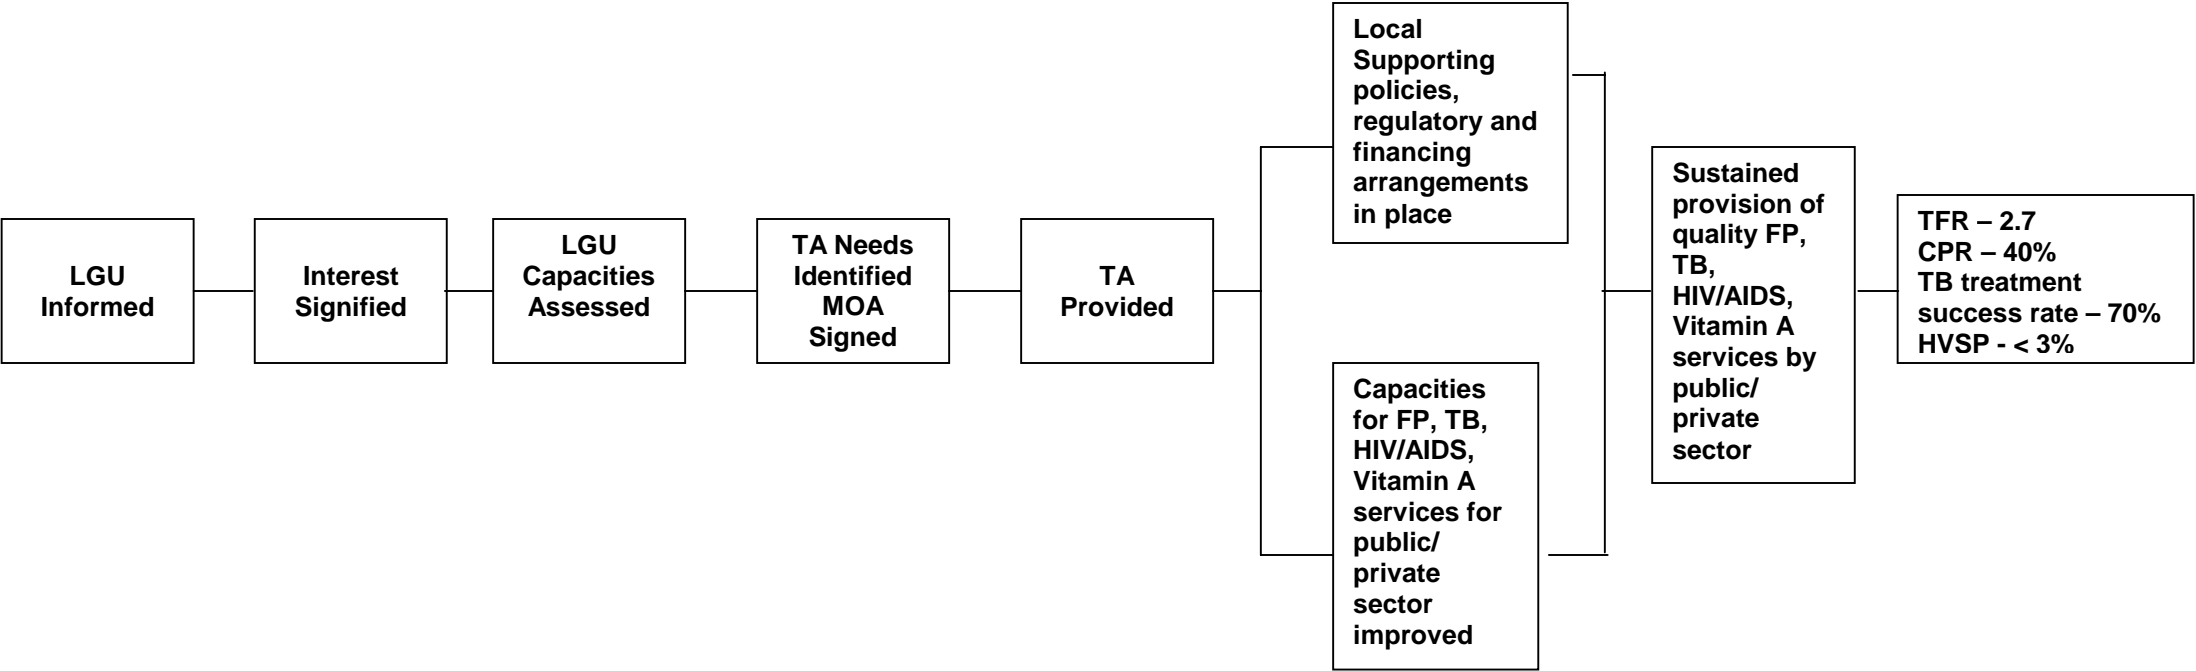 LGU
Informed
Interest
Signified
LGU
Capacities
Assessed
TA Needs
Identified
MOA
Signed
TA
Provided
Local
Supporting
policies,
regulatory and
financing
arrangements
in place
Capacities
for FP, TB,
HIV/AIDS,
Vitamin A
services for
public/
private
sector
improved
Sustained
provision of
quality FP,
TB,
HIV/AIDS,
Vitamin A
services by
public/
private
sector
TFR – 2.7
CPR – 40%
TB treatment
success rate – 70%
HVSP - < 3%